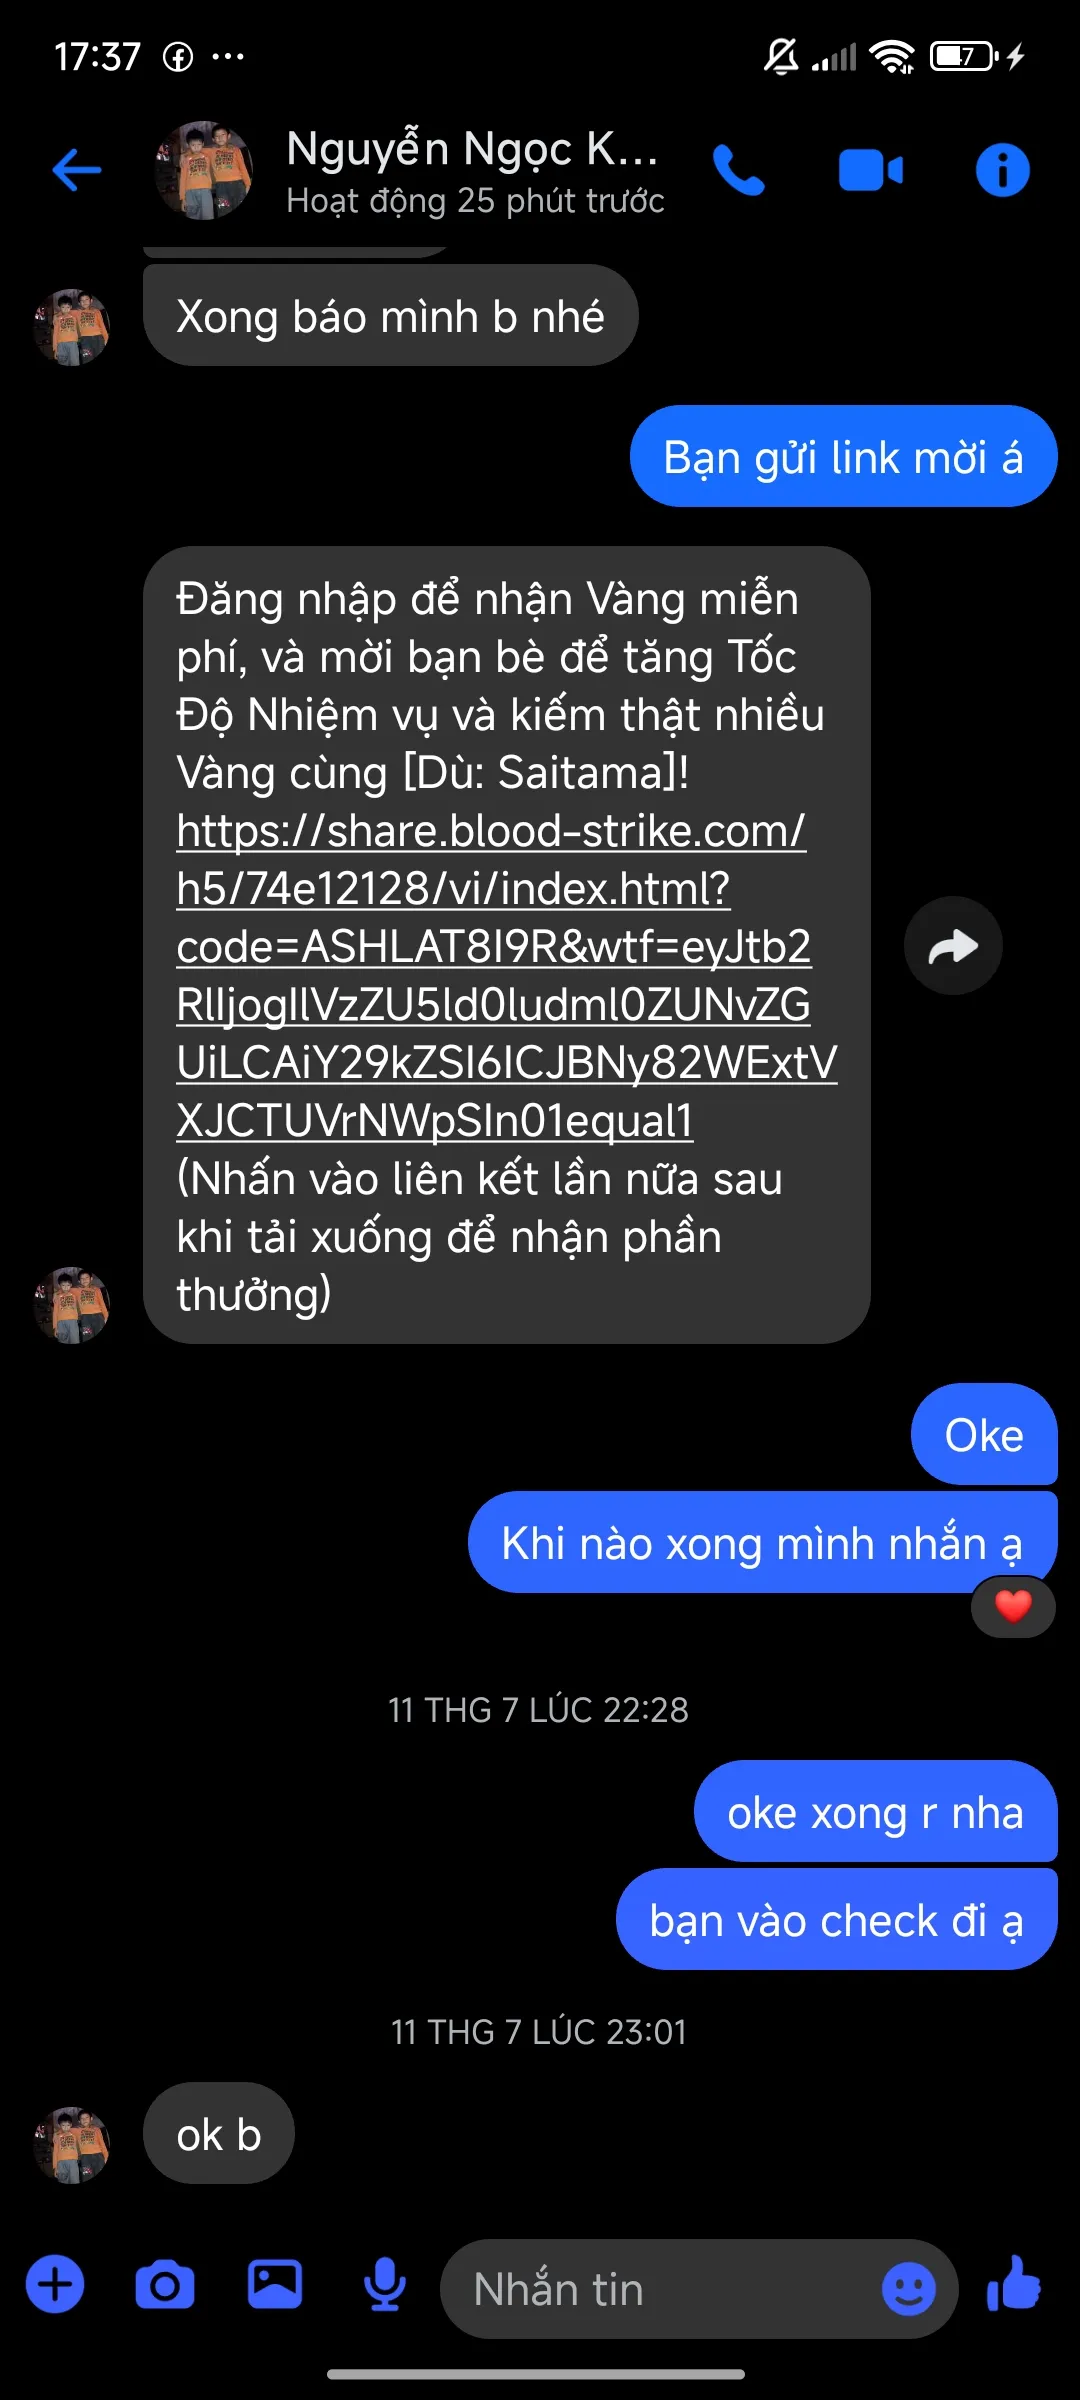 17:37
47
Nguyễn Ngọc K...
Hoạt động 25 phút trước
Xong báo mình b nhé
Bạn gửi link mời á
Đăng nhập để nhận Vàng miễn
phí, và mời bạn bè để tăng Tốc
Độ Nhiệm vụ và kiếm thật nhiều
Vàng cùng [Dù: Saitama]!
https://share.blood-strike.com/
h5/74e12128/vi/index.html?
code=ASHLAT8I9R&wtf=eyJtb2
RlIjogIlVzZU5ld0ludml0ZUNvZG
UiLCAiY29kZSI6ICJBNy82WExtV
XJCTUVrNWpSIn01equal1
(Nhấn vào liên kết lần nữa sau
khi tải xuống để nhận phần
thưởng)
Oke
Khi nào xong mình nhắn ạ
11 THG 7 LÚC 22:28
oke xong r nha
bạn vào check đi ạ
11 THG 7 LÚC 23:01
ok b
Nhắn tin